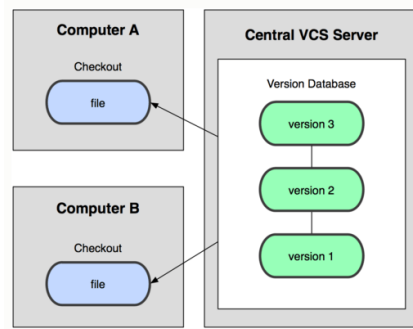 Computer A
Checkout
file
Computer B
Checkout
file
Central VCS Server
Version Database
version 3
version 2
version 1